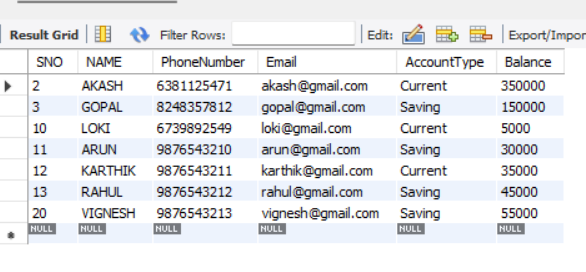 Result Grid Filter Rows: Edit: Export/Impor
SNO NAME PhoneNumber Email AccountType Balance
2 AKASH 6381125471 akash@gmail.com Current 350000
3 GOPAL 8248357812 gopal@gmail.com Saving 150000
10 LOKI 6739892549 loki@gmail.com Current 5000
11 ARUN 9876543210 arun@gmail.com Saving 30000
12 KARTHIK 9876543211 karthik@gmail.com Current 35000
13 RAHUL 9876543212 rahul@gmail.com Saving 45000
20 VIGNESH 9876543213 vignesh@gmail.com Saving 55000
NULL NULL NULL NULL NULL NULL